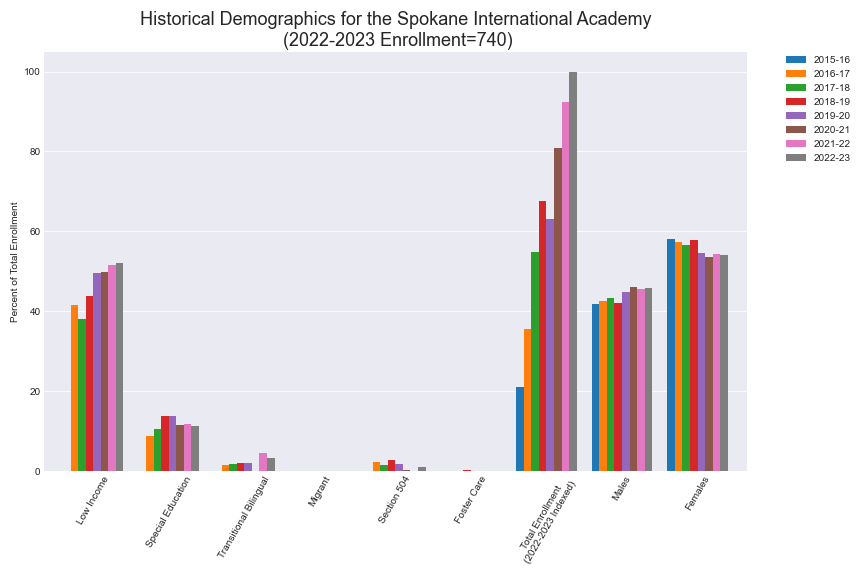 Historical Demographics for the Spokane International Academy
(2022-2023 Enrollment=740)
2015-16
2016-17
2017-18
2018-19
2019-20
2020-21
2021-22
2022-23
Percent of Total Enrollment
100
80
60
40
20
0
Low Income
Special Education
Transitional Bilingual
Migrant
Section 504
Foster Care
Total Enrollment
(2022-2023 Indexed)
Males
Females